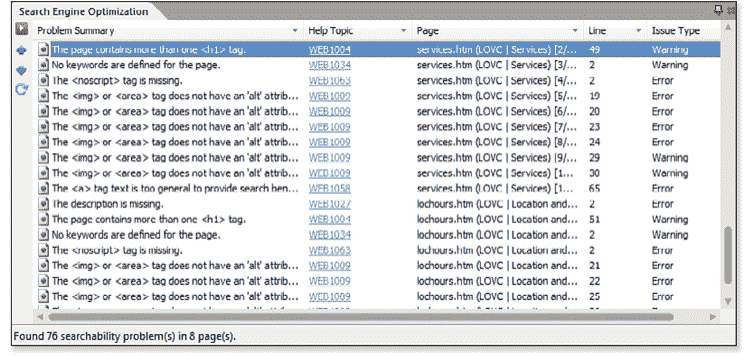 Search Engine Optimization
Problem Summary Help Topic Page Line Issue Type
The page contains more than one <h1> tag. WEB1004 services.htm (LOVC | Services) [2/... 49 Warning
No keywords are defined for the page. WEB1034 services.htm (LOVC | Services) [3/... 2 Warning
The <noscript> tag is missing. WEB1063 services.htm (LOVC | Services) [4/... 2 Error
The <img> or <area> tag does not have an 'alt' attrib... WEB1009 services.htm (LOVC | Services) [5/... 19 Error
The <img> or <area> tag does not have an 'alt' attrib... WEB1009 services.htm (LOVC | Services) [6/... 20 Error
The <img> or <area> tag does not have an 'alt' attrib... WEB1009 services.htm (LOVC | Services) [7/... 23 Error
The <img> or <area> tag does not have an 'alt' attrib... WEB1009 services.htm (LOVC | Services) [8/... 24 Error
The <img> or <area> tag does not have an 'alt' attrib... WEB1009 services.htm (LOVC | Services) [9/... 29 Warning
The <img> or <area> tag does not have an 'alt' attrib... WEB1009 services.htm (LOVC | Services) [1... 30 Warning
The <a> tag text is too general to provide search ben... WEB1058 services.htm (LOVC | Services) [1... 65 Error
The description is missing. WEB1027 lochours.htm (LOVC | Location and... 2 Error
The page contains more than one <h1> tag. WEB1004 lochours.htm (LOVC | Location and... 51 Warning
No keywords are defined for the page. WEB1034 lochours.htm (LOVC | Location and... 2 Warning
The <noscript> tag is missing. WEB1063 lochours.htm (LOVC | Location and... 2 Error
The <img> or <area> tag does not have an 'alt' attrib... WEB1009 lochours.htm (LOVC | Location and... 21 Error
The <img> or <area> tag does not have an 'alt' attrib... WEB1009 lochours.htm (LOVC | Location and... 22 Error
The <img> or <area> tag does not have an 'alt' attrib... WEB1009 lochours.htm (LOVC | Location and... 25 Error
Found 76 searchability problem(s) in 8 page(s).